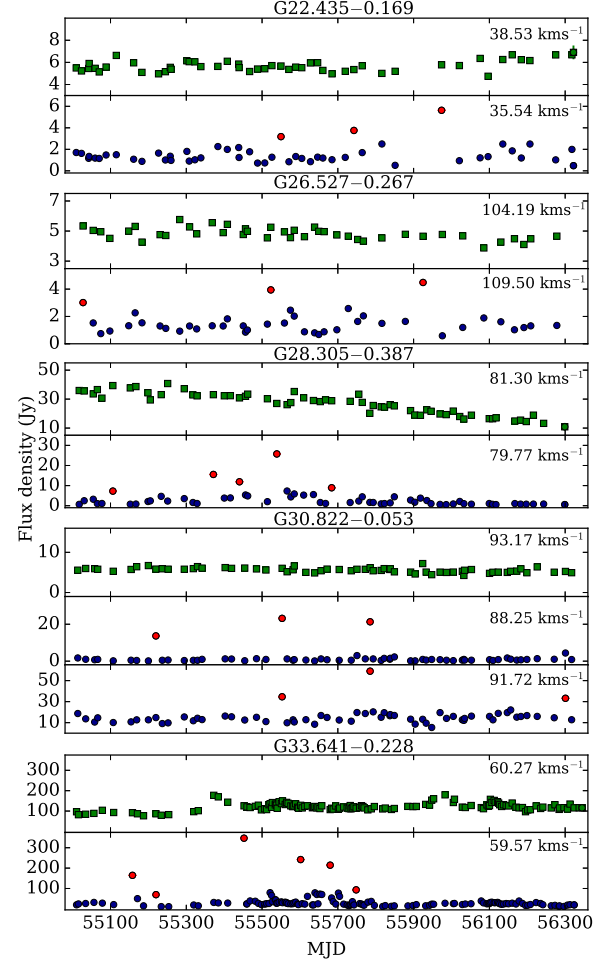 G22.435−0.169
8
6
4
38.53 kms⁻¹
6
4
2
0
35.54 kms⁻¹
G26.527−0.267
7
5
3
104.19 kms⁻¹
4
2
0
109.50 kms⁻¹
G28.305−0.387
50
30
10
81.30 kms⁻¹
30
20
10
0
79.77 kms⁻¹
Flux density (Jy)
G30.822−0.053
10
0
93.17 kms⁻¹
20
0
88.25 kms⁻¹
50
30
10
91.72 kms⁻¹
G33.641−0.228
300
200
100
60.27 kms⁻¹
300
200
100
59.57 kms⁻¹
55100 55300 55500 55700 55900 56100 56300
MJD